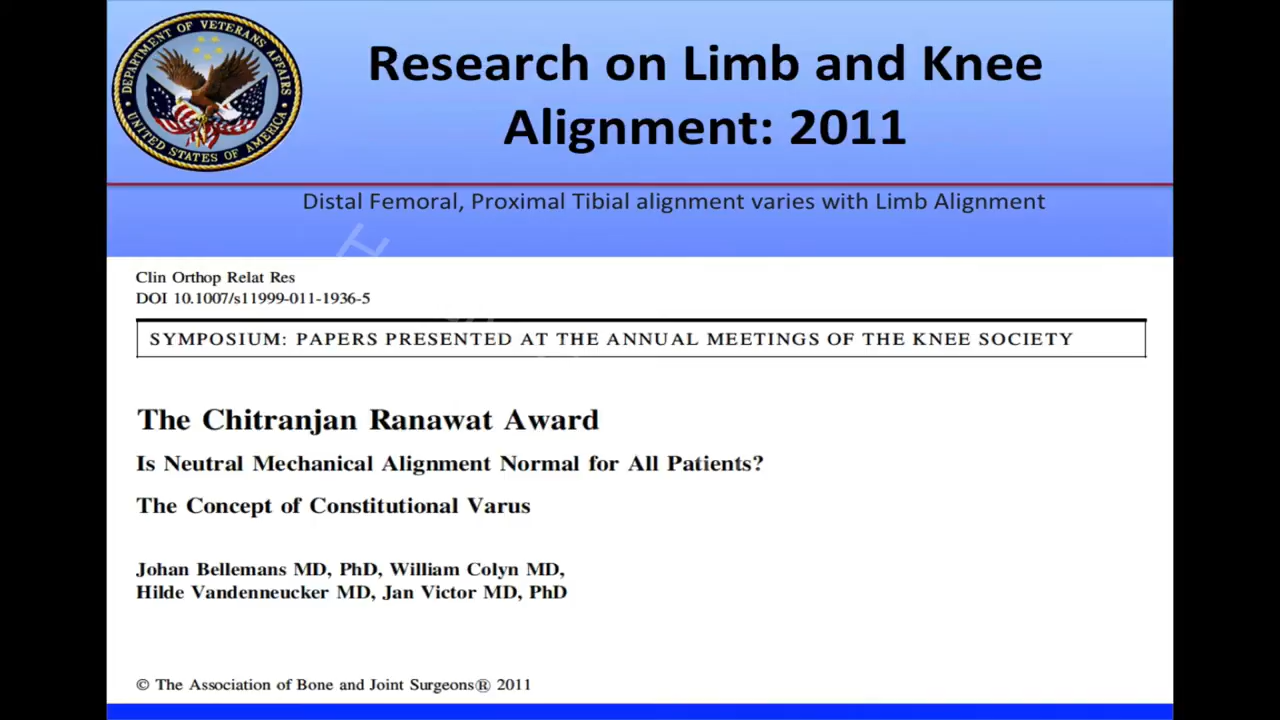 DEPARTMENT OF VETERANS AFFAIRS
UNITED STATES OF AMERICA
Research on Limb and Knee
Alignment: 2011
Distal Femoral, Proximal Tibial alignment varies with Limb Alignment
Clin Orthop Relat Res
DOI 10.1007/s11999-011-1936-5
SYMPOSIUM: PAPERS PRESENTED AT THE ANNUAL MEETINGS OF THE KNEE SOCIETY
The Chitranjan Ranawat Award
Is Neutral Mechanical Alignment Normal for All Patients?
The Concept of Constitutional Varus
Johan Bellemans MD, PhD, William Colyn MD,
Hilde Vandenneucker MD, Jan Victor MD, PhD
© The Association of Bone and Joint Surgeons® 2011